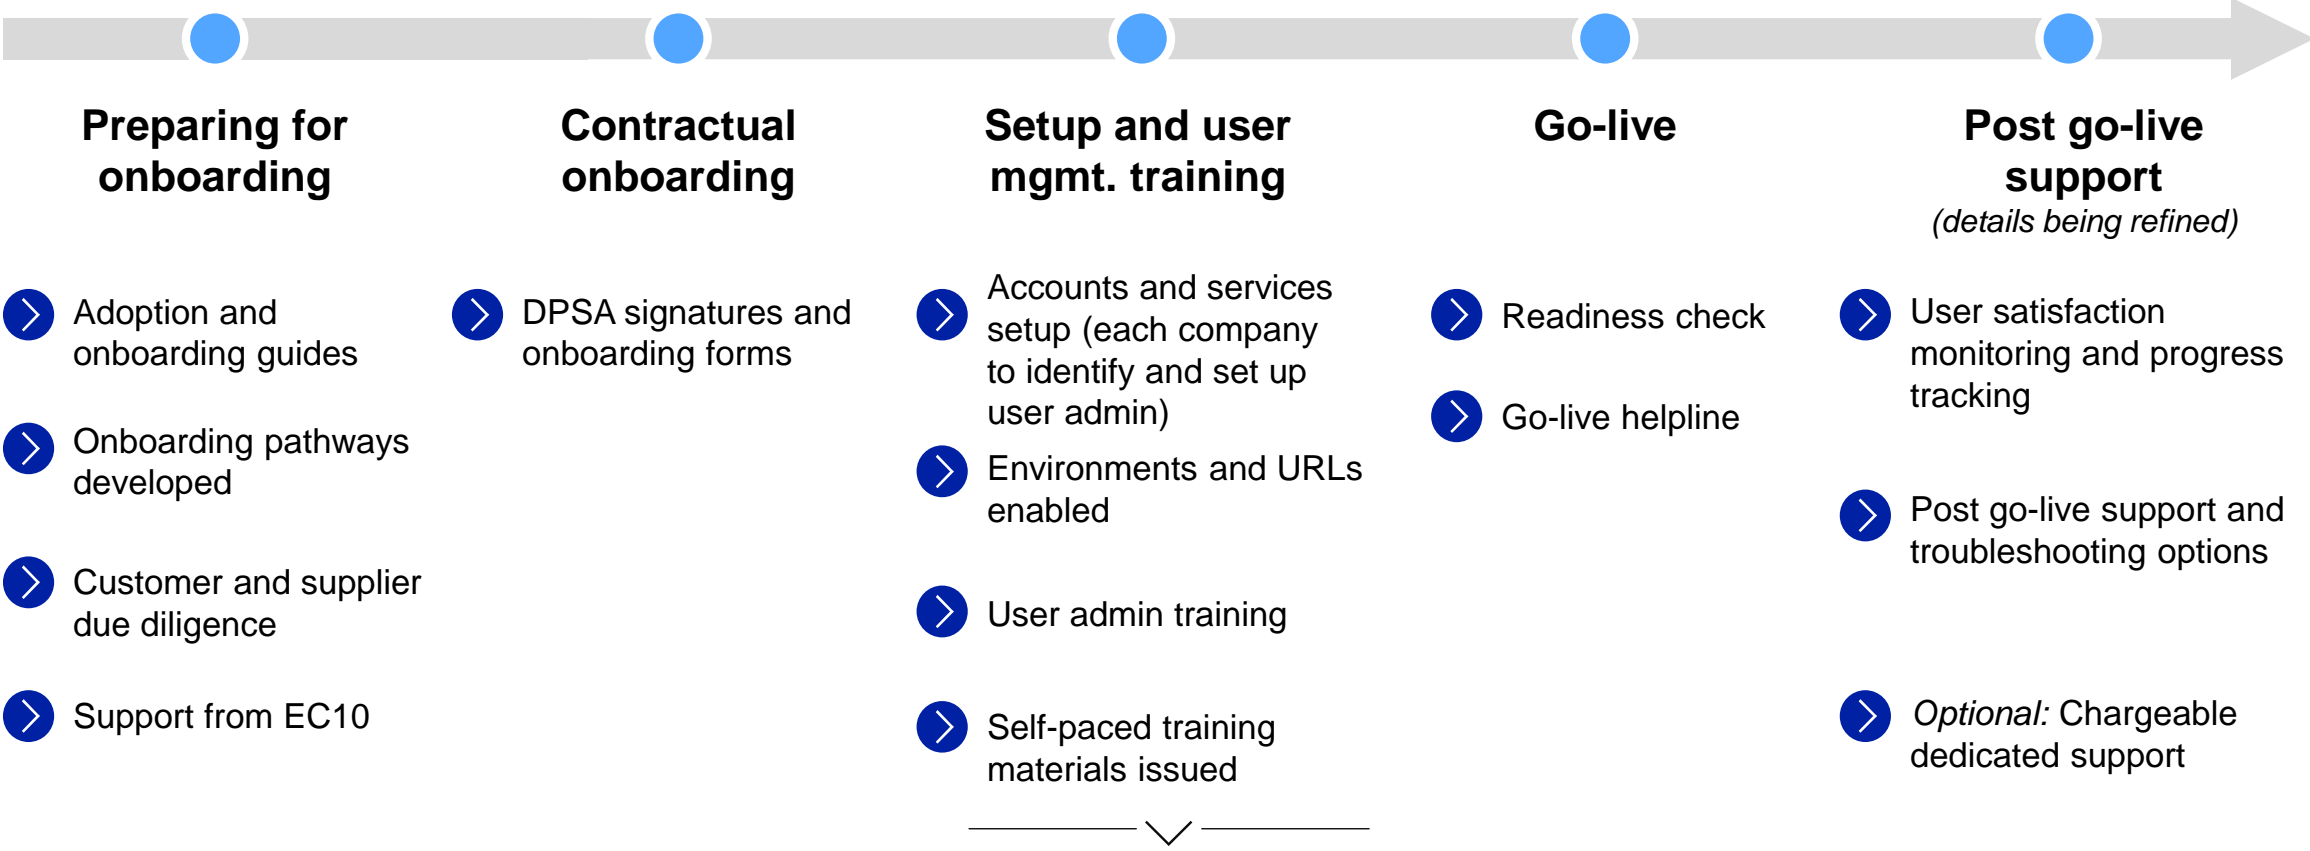 Preparing for
onboarding
Adoption and
onboarding guides
Onboarding pathways
developed
Customer and supplier
due diligence
Support from EC10
Contractual
onboarding
DPSA signatures and
onboarding forms
Setup and user
mgmt. training
Accounts and services
setup (each company
to identify and set up
user admin)
Environments and URLs
enabled
User admin training
Self-paced training
materials issued
Go-live
Readiness check
Go-live helpline
Post go-live
support
(details being refined)
User satisfaction
monitoring and progress
tracking
Post go-live support and
troubleshooting options
Optional: Chargeable
dedicated support